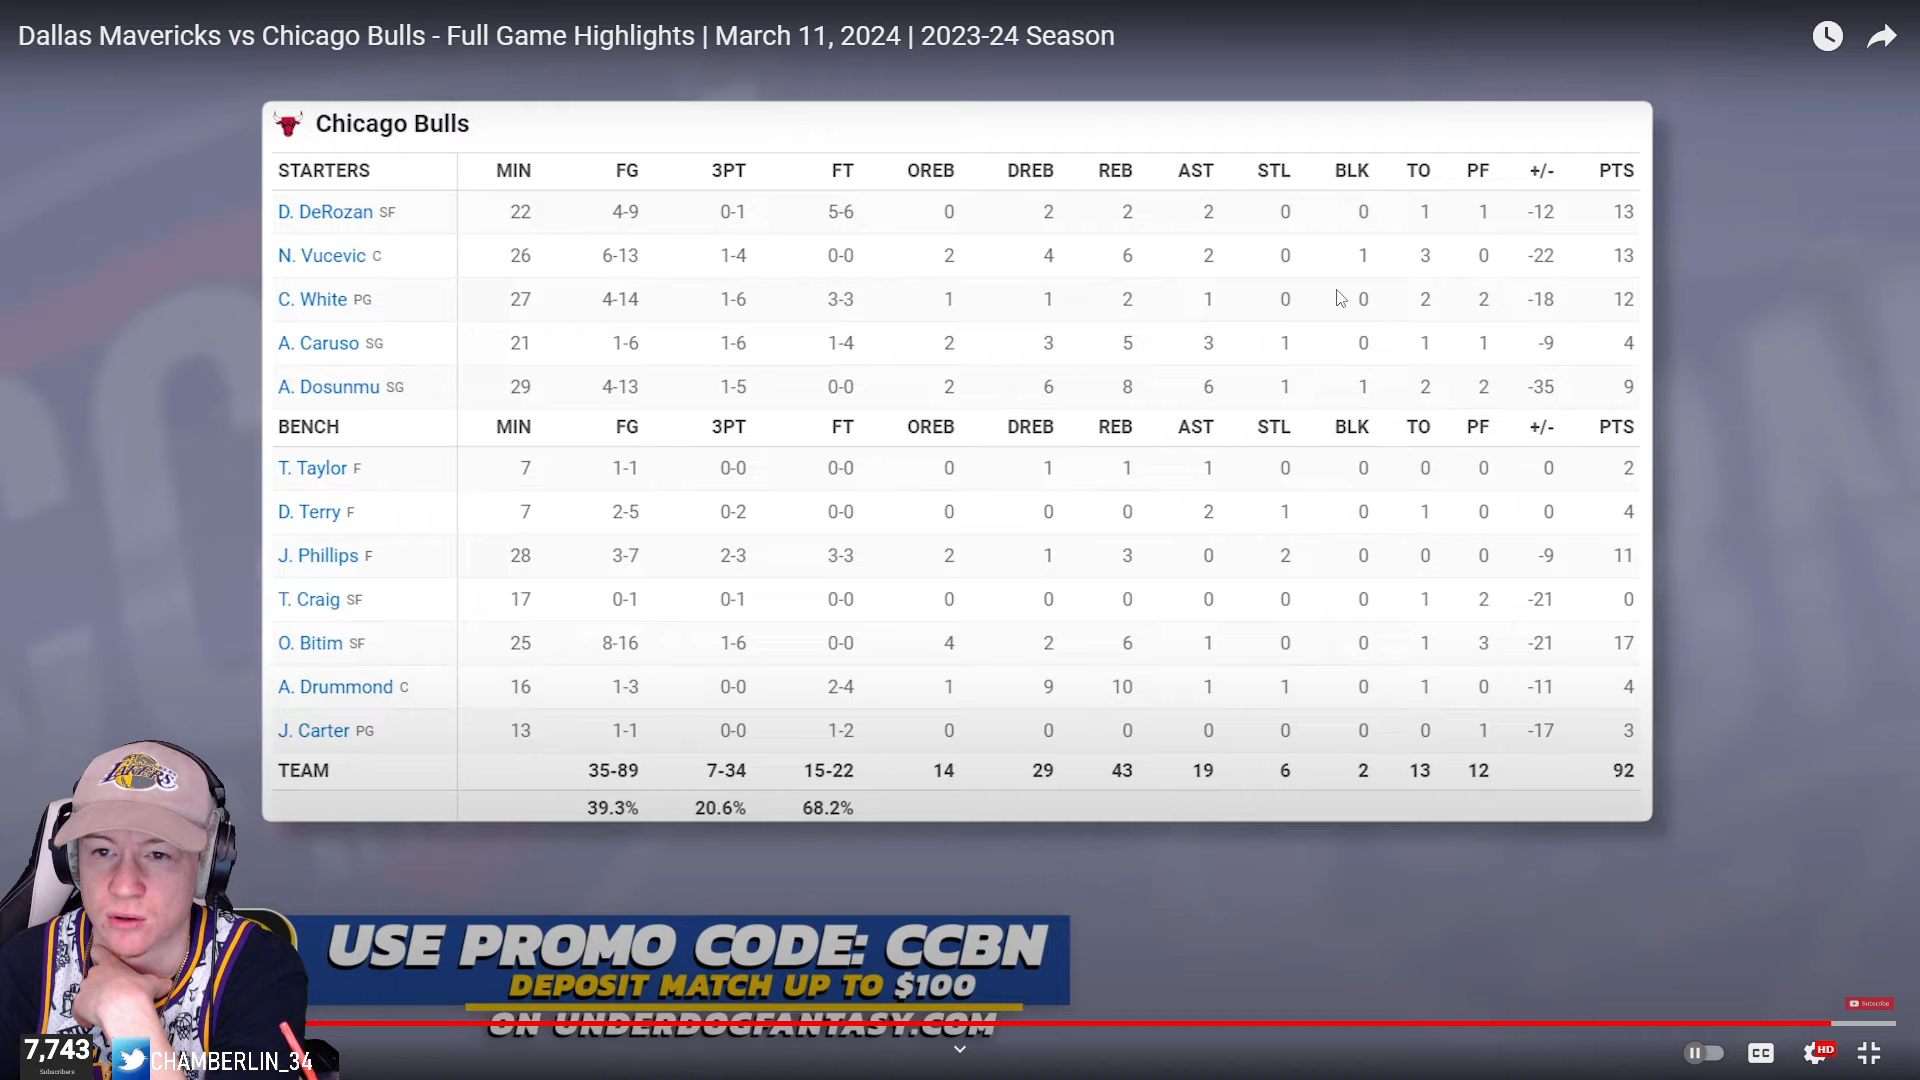 Dallas Mavericks vs Chicago Bulls - Full Game Highlights | March 11, 2024 | 2023-24 Season
Chicago Bulls
STARTERS MIN FG 3PT FT OREB DREB REB AST STL BLK TO PF +/- PTS
D. DeRozan SF 22 4-9 0-1 5-6 0 2 2 2 0 0 1 1 -12 13
N. Vucevic C 26 6-13 1-4 0-0 2 4 6 2 0 1 3 0 -22 13
C. White PG 27 4-14 1-6 3-3 1 1 2 1 0 0 2 2 -18 12
A. Caruso SG 21 1-6 1-6 1-4 2 3 5 3 1 0 1 1 -9 4
A. Dosunmu SG 29 4-13 1-5 0-0 2 6 8 6 1 1 2 2 -35 9
BENCH MIN FG 3PT FT OREB DREB REB AST STL BLK TO PF +/- PTS
T. Taylor F 7 1-1 0-0 0-0 0 1 1 1 0 0 0 0 0 2
D. Terry F 7 2-5 0-2 0-0 0 0 0 2 1 0 1 0 0 4
J. Phillips F 28 3-7 2-3 3-3 2 1 3 0 2 0 0 0 -9 11
T. Craig SF 17 0-1 0-1 0-0 0 0 0 0 0 0 1 2 -21 0
O. Bitim SF 25 8-16 1-6 0-0 4 2 6 1 0 0 1 3 -21 17
A. Drummond C 16 1-3 0-0 2-4 1 9 10 1 1 0 1 0 -11 4
J. Carter PG 13 1-1 0-0 1-2 0 0 0 0 0 0 0 1 -17 3
TEAM 35-89 7-34 15-22 14 29 43 19 6 2 13 12 92
39.3% 20.6% 68.2%
LAKERS
USE PROMO CODE: CCBN
DEPOSIT MATCH UP TO $100
ON UNDERDOGFANTASY.COM
Subscribe
7,743
Subscribers
CHAMBERLIN_34
CC
HD